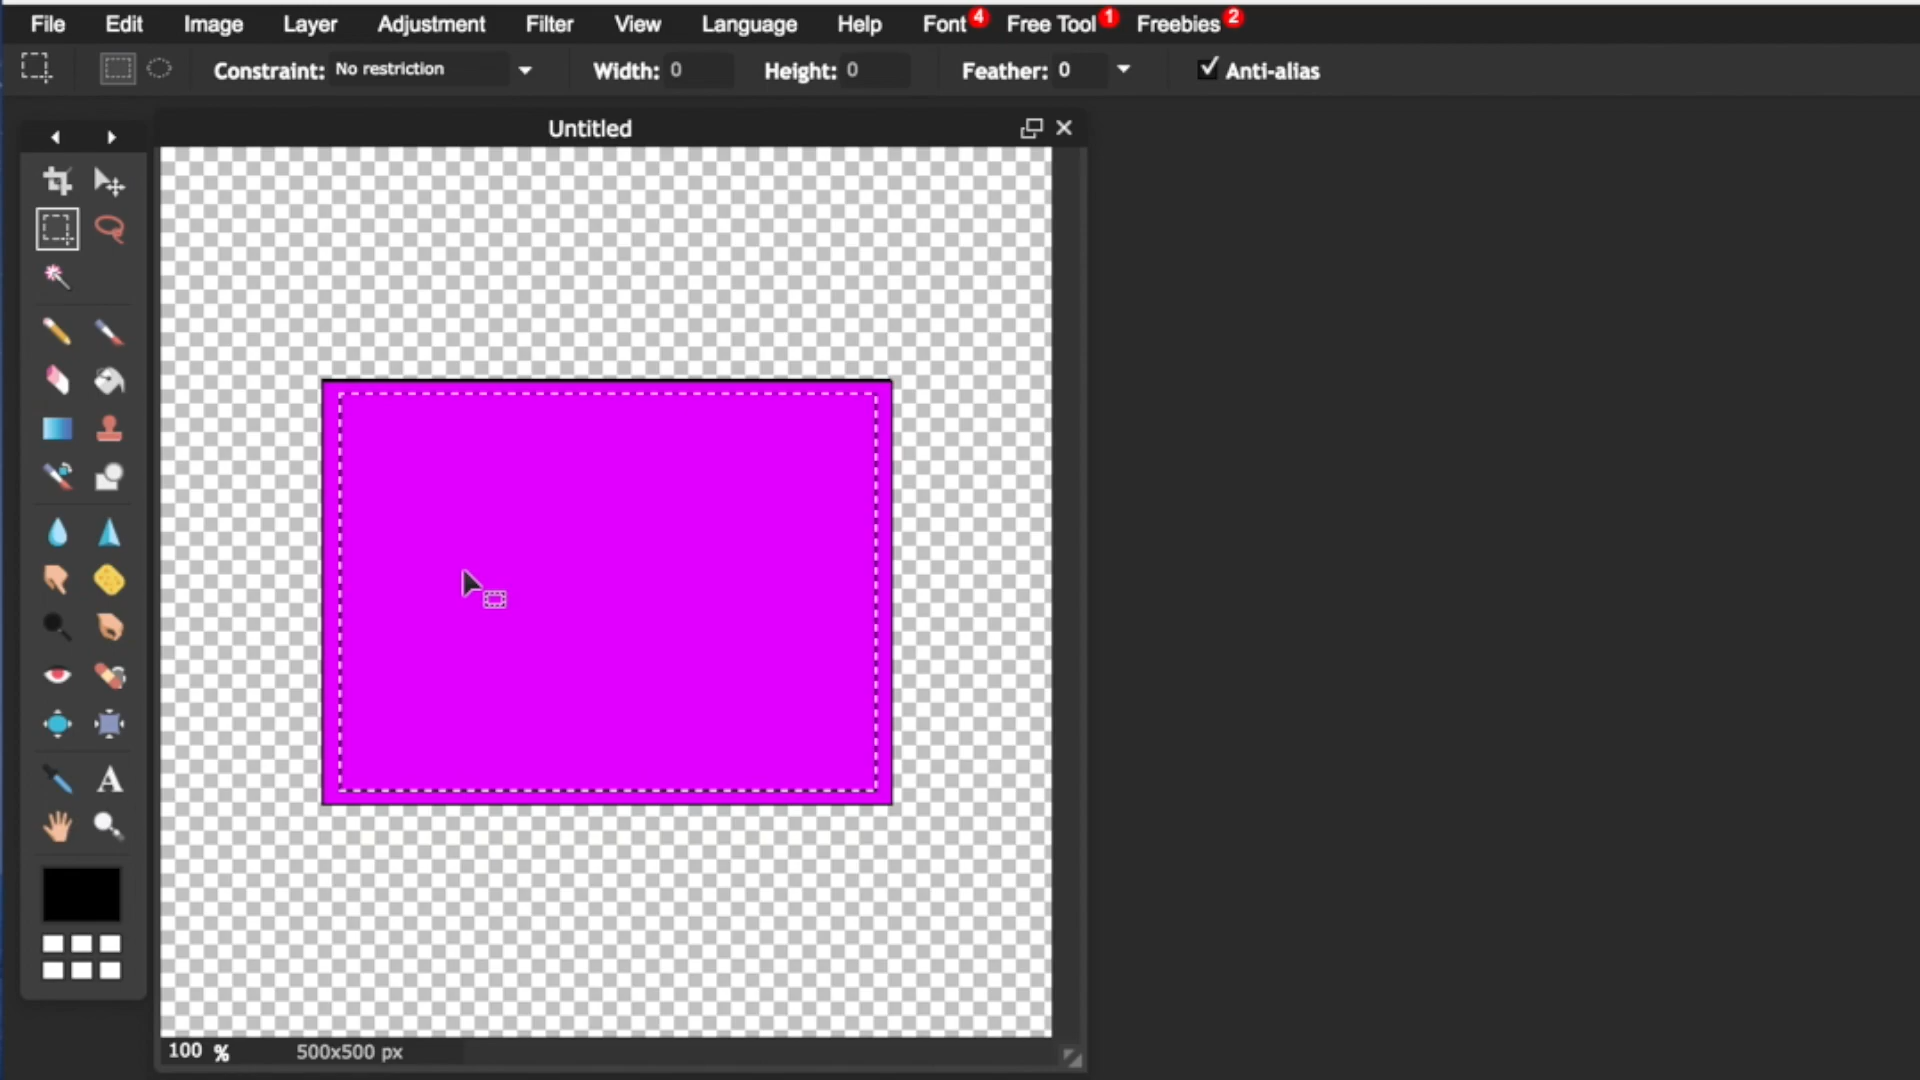 File Edit Image Layer Adjustment Filter View Language Help Font 4 Free Tool 1 Freebies 2
Constraint: No restriction Width: 0 Height: 0 Feather: 0 Anti-alias
Untitled
A
100 % 500x500 px